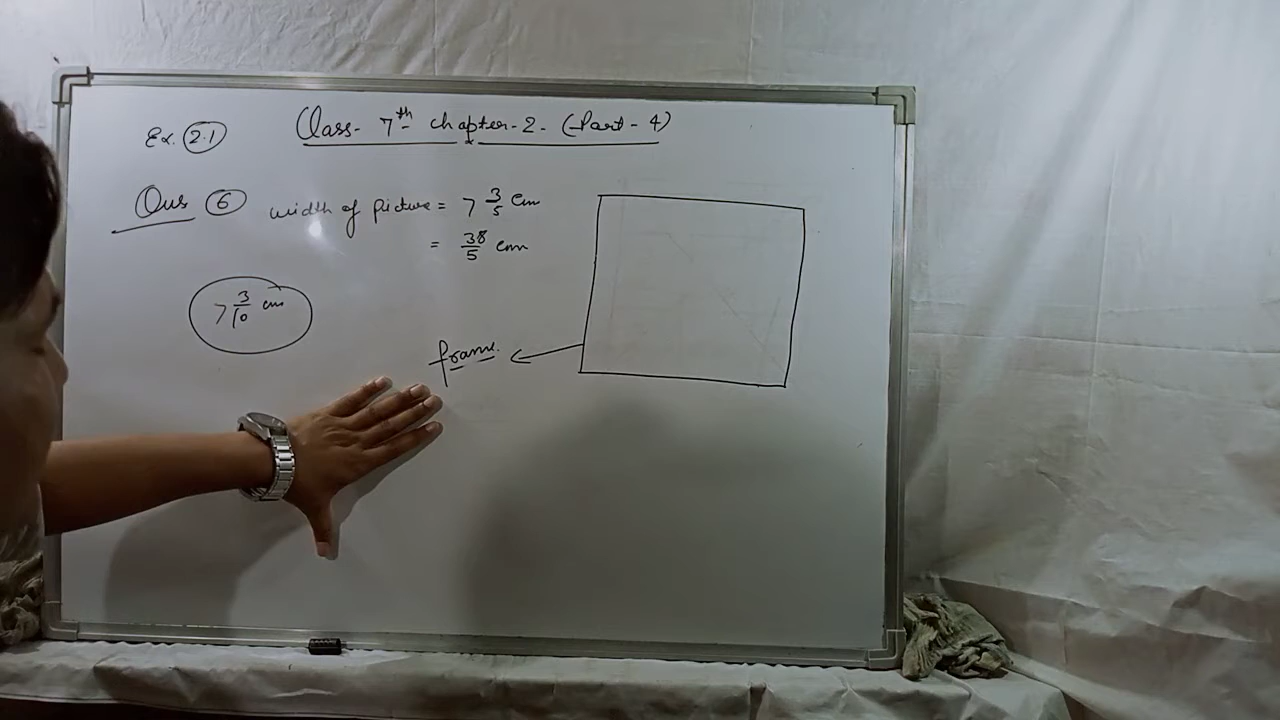 Ex. 2.1
Class- 7th chapter-2- (Part-4)
Ques 6 width of picture = 7 3/5 cm
= 38/5 cm
7 3/10 cm
frame.